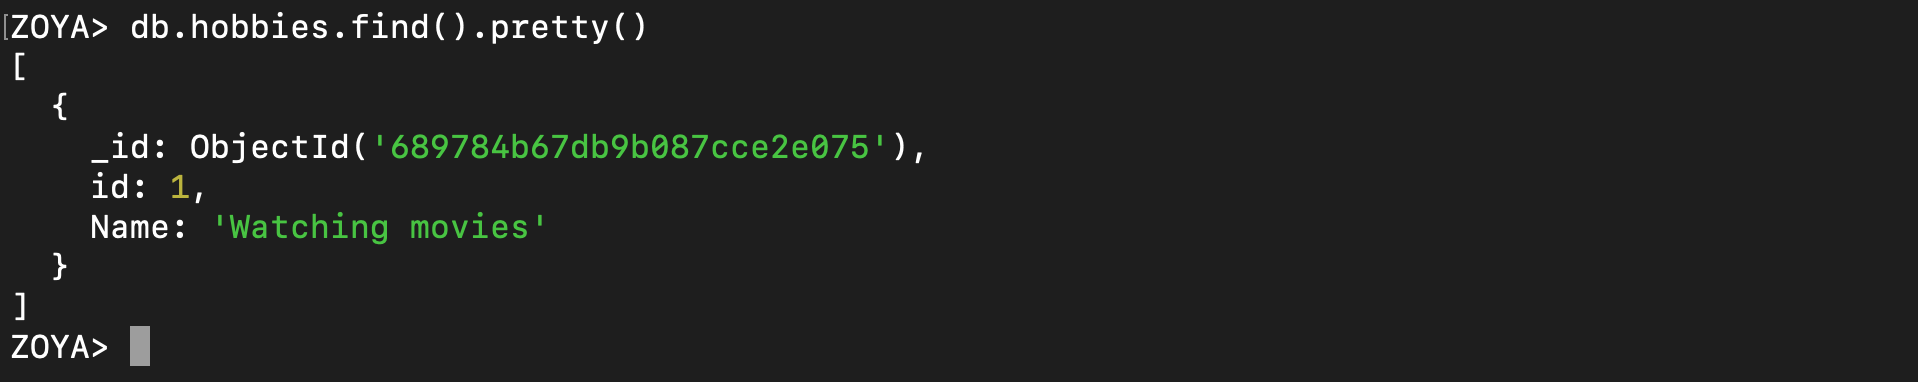 [ZOYA> db.hobbies.find().pretty()
[
  {
    _id: ObjectId('689784b67db9b087cce2e075'),
    id: 1,
    Name: 'Watching movies'
  }
]
ZOYA>